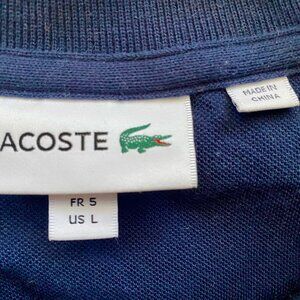 ACOSTE
MADE IN
CHINA
FR 5
US L